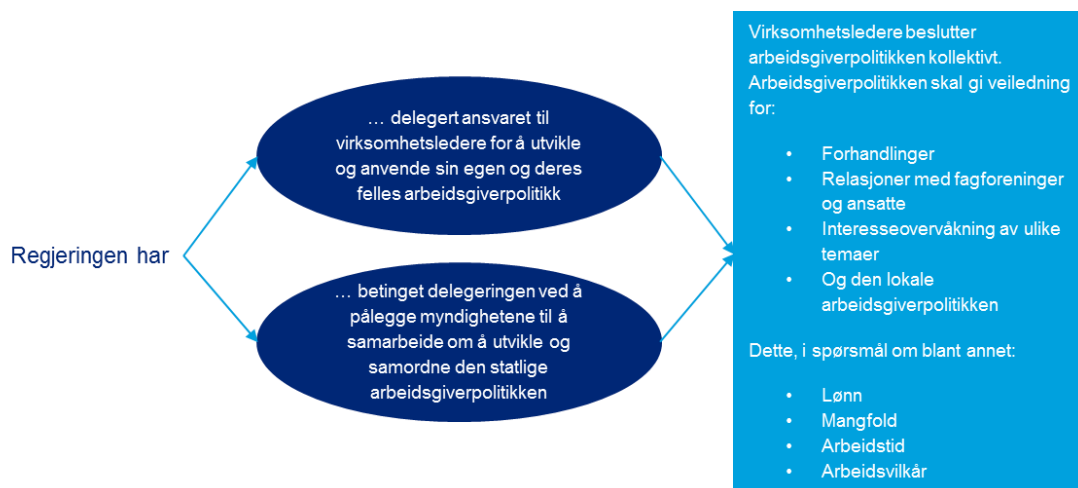 Regjeringen har
… delegert ansvaret til
virksomhetsledere for å utvikle
og anvende sin egen og deres
felles arbeidsgiverpolitikk
… betinget delegeringen ved å
pålegge myndighetene til å
samarbeide om å utvikle og
samordne den statlige
arbeidsgiverpolitikken
Virksomhetsledere beslutter
arbeidsgiverpolitikken kollektivt.
Arbeidsgiverpolitikken skal gi veiledning
for:
• Forhandlinger
• Relasjoner med fagforeninger
og ansatte
• Interesseovervåkning av ulike
temaer
• Og den lokale
arbeidsgiverpolitikken
Dette, i spørsmål om blant annet:
• Lønn
• Mangfold
• Arbeidstid
• Arbeidsvilkår